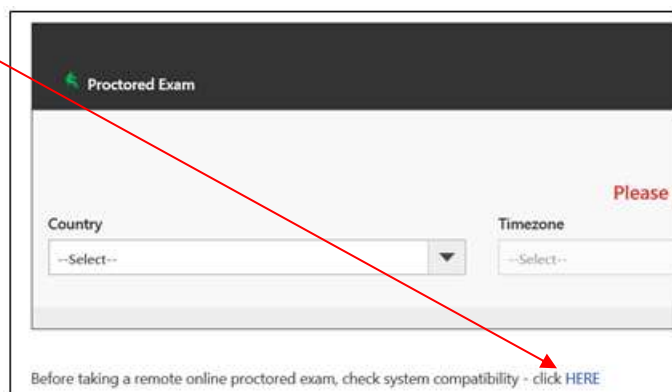 Proctored Exam
Please
Country Timezone
--Select-- --Select--
Before taking a remote online proctored exam, check system compatibility - click HERE